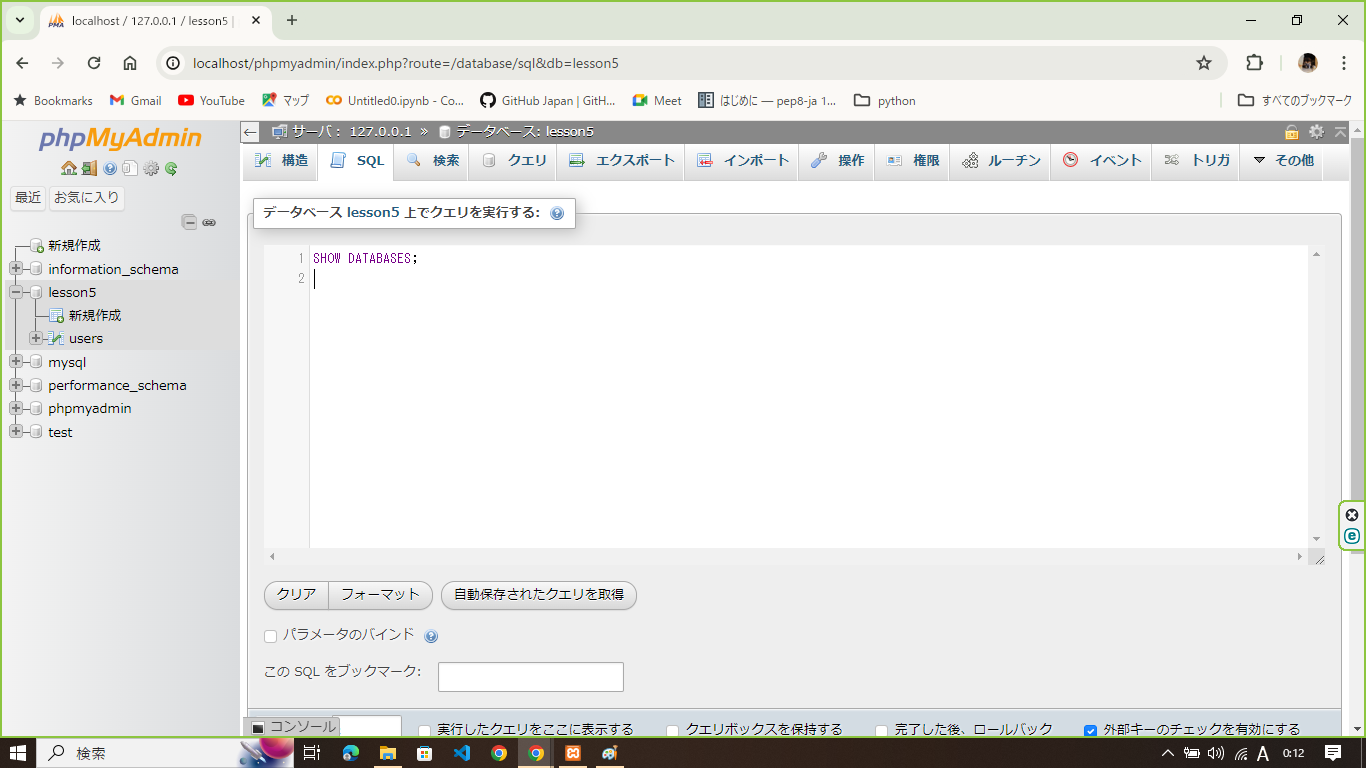 localhost / 127.0.0.1 / lesson5 |
localhost/phpmyadmin/index.php?route=/database/sql&db=lesson5
Bookmarks Gmail YouTube マップ Untitled0.ipynb - Co... GitHub Japan | (GitH... Meet はじめに — pep8-ja 1... python すべてのブックマーク
phpMyAdmin
サーバ: 127.0.0.1 » データベース: lesson5
構造 SQL 検索 クエリ エクスポート インポート 操作 権限 ルーチン イベント トリガ その他
最近 お気に入り
新規作成
information_schema
lesson5
新規作成
users
mysql
performance_schema
phpmyadmin
test
データベース lesson5 上でクエリを実行する:
1 SHOW DATABASES;
2
クリア フォーマット 自動保存されたクエリを取得
パラメータのバインド
この SQL をブックマーク:
コンソール 実行したクエリをここに表示する クエリボックスを保持する 完了した後、ロールバック 外部キーのチェックを有効にする
検索 A 0:12